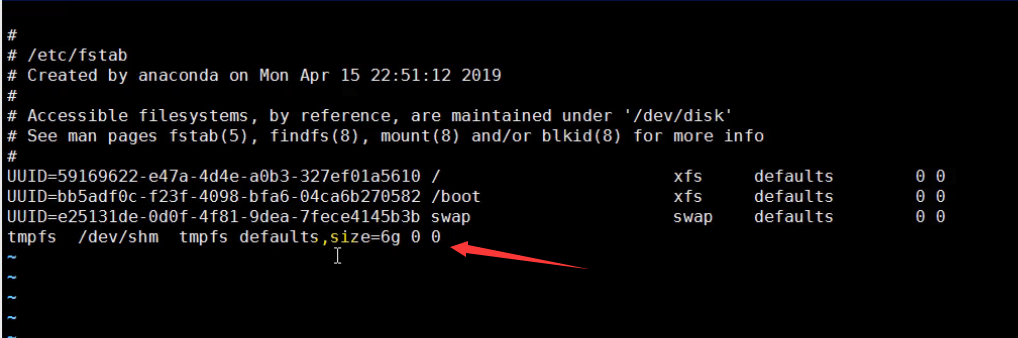 #
# /etc/fstab
# Created by anaconda on Mon Apr 15 22:51:12 2019
#
# Accessible filesystems, by reference, are maintained under '/dev/disk'
# See man pages fstab(5), findfs(8), mount(8) and/or blkid(8) for more info
#
UUID=59169622-e47a-4d4e-a0b3-327ef01a5610 / xfs defaults 0 0
UUID=bb5adf0c-f23f-4098-bfa6-04ca6b270582 /boot xfs defaults 0 0
UUID=e25131de-0d0f-4f81-9dea-7fece4145b3b swap swap defaults 0 0
tmpfs /dev/shm tmpfs defaults,size=6g 0 0
~
~
~
~
~